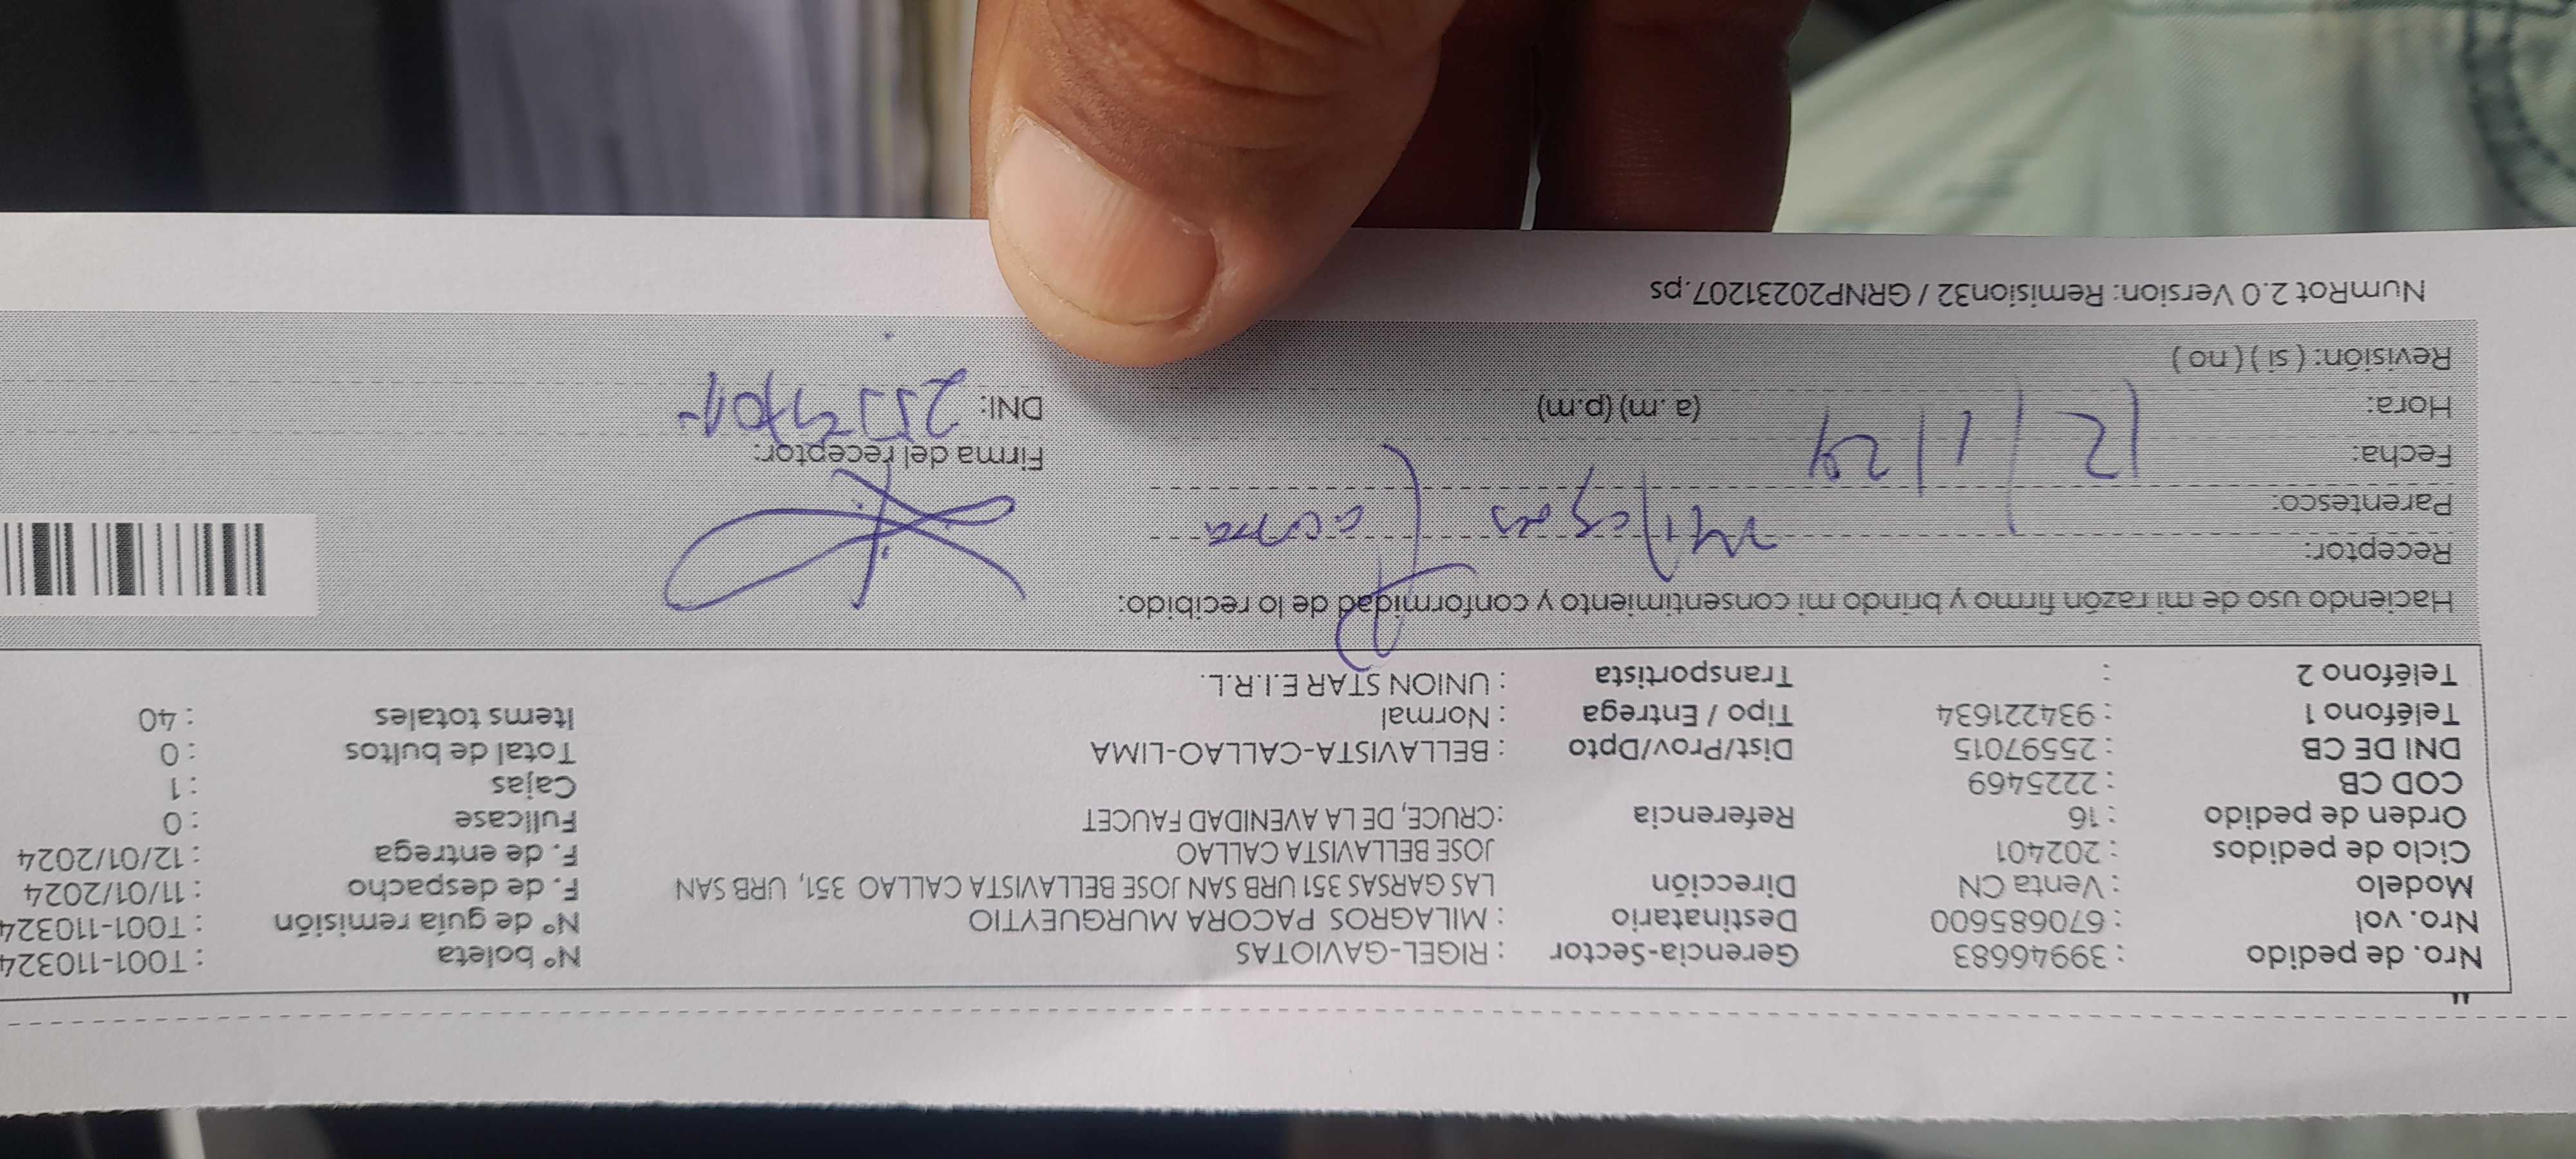 Nro. de pedido : 39946683 Gerencia-Sector : RIGEL-GAVIOTAS Nº boleta : T001-110324
Nro. vol : 670685600 Destinatario : MILAGROS PACORA MURGUEYTIO Nº de guía remisión : T001-110324
Modelo : Venta CN Dirección LAS GARSAS 351 URB SAN JOSE BELLAVISTA CALLAO 351, URB SAN F. de despacho : 11/01/2024
Ciclo de pedidos : 202401 JOSE BELLAVISTA CALLAO F. de entrega : 12/01/2024
Orden de pedido : 16 Referencia :CRUCE, DE LA AVENIDAD FAUCET Fullcase : 0
COD CB : 2225469 Cajas : 1
DNI DE CB : 25597015 Dist/Prov/Dpto : BELLAVISTA-CALLAO-LIMA Total de bultos : 0
Teléfono 1 : 934221634 Tipo / Entrega : Normal Items totales : 40
Teléfono 2 : Transportista : UNION STAR E.I.R.L.
Haciendo uso de mi razón firmo y brindo mi consentimiento y conformidad de lo recibido:
Receptor: Milagros Pacora
Parentesco:
Fecha: 12/1/24 Firma del receptor:
Hora: (a.m) (p.m) DNI:
Revisión: ( si ) ( no )
NumRot 2.0 Version: Remision32 / GRNP20231207.ps